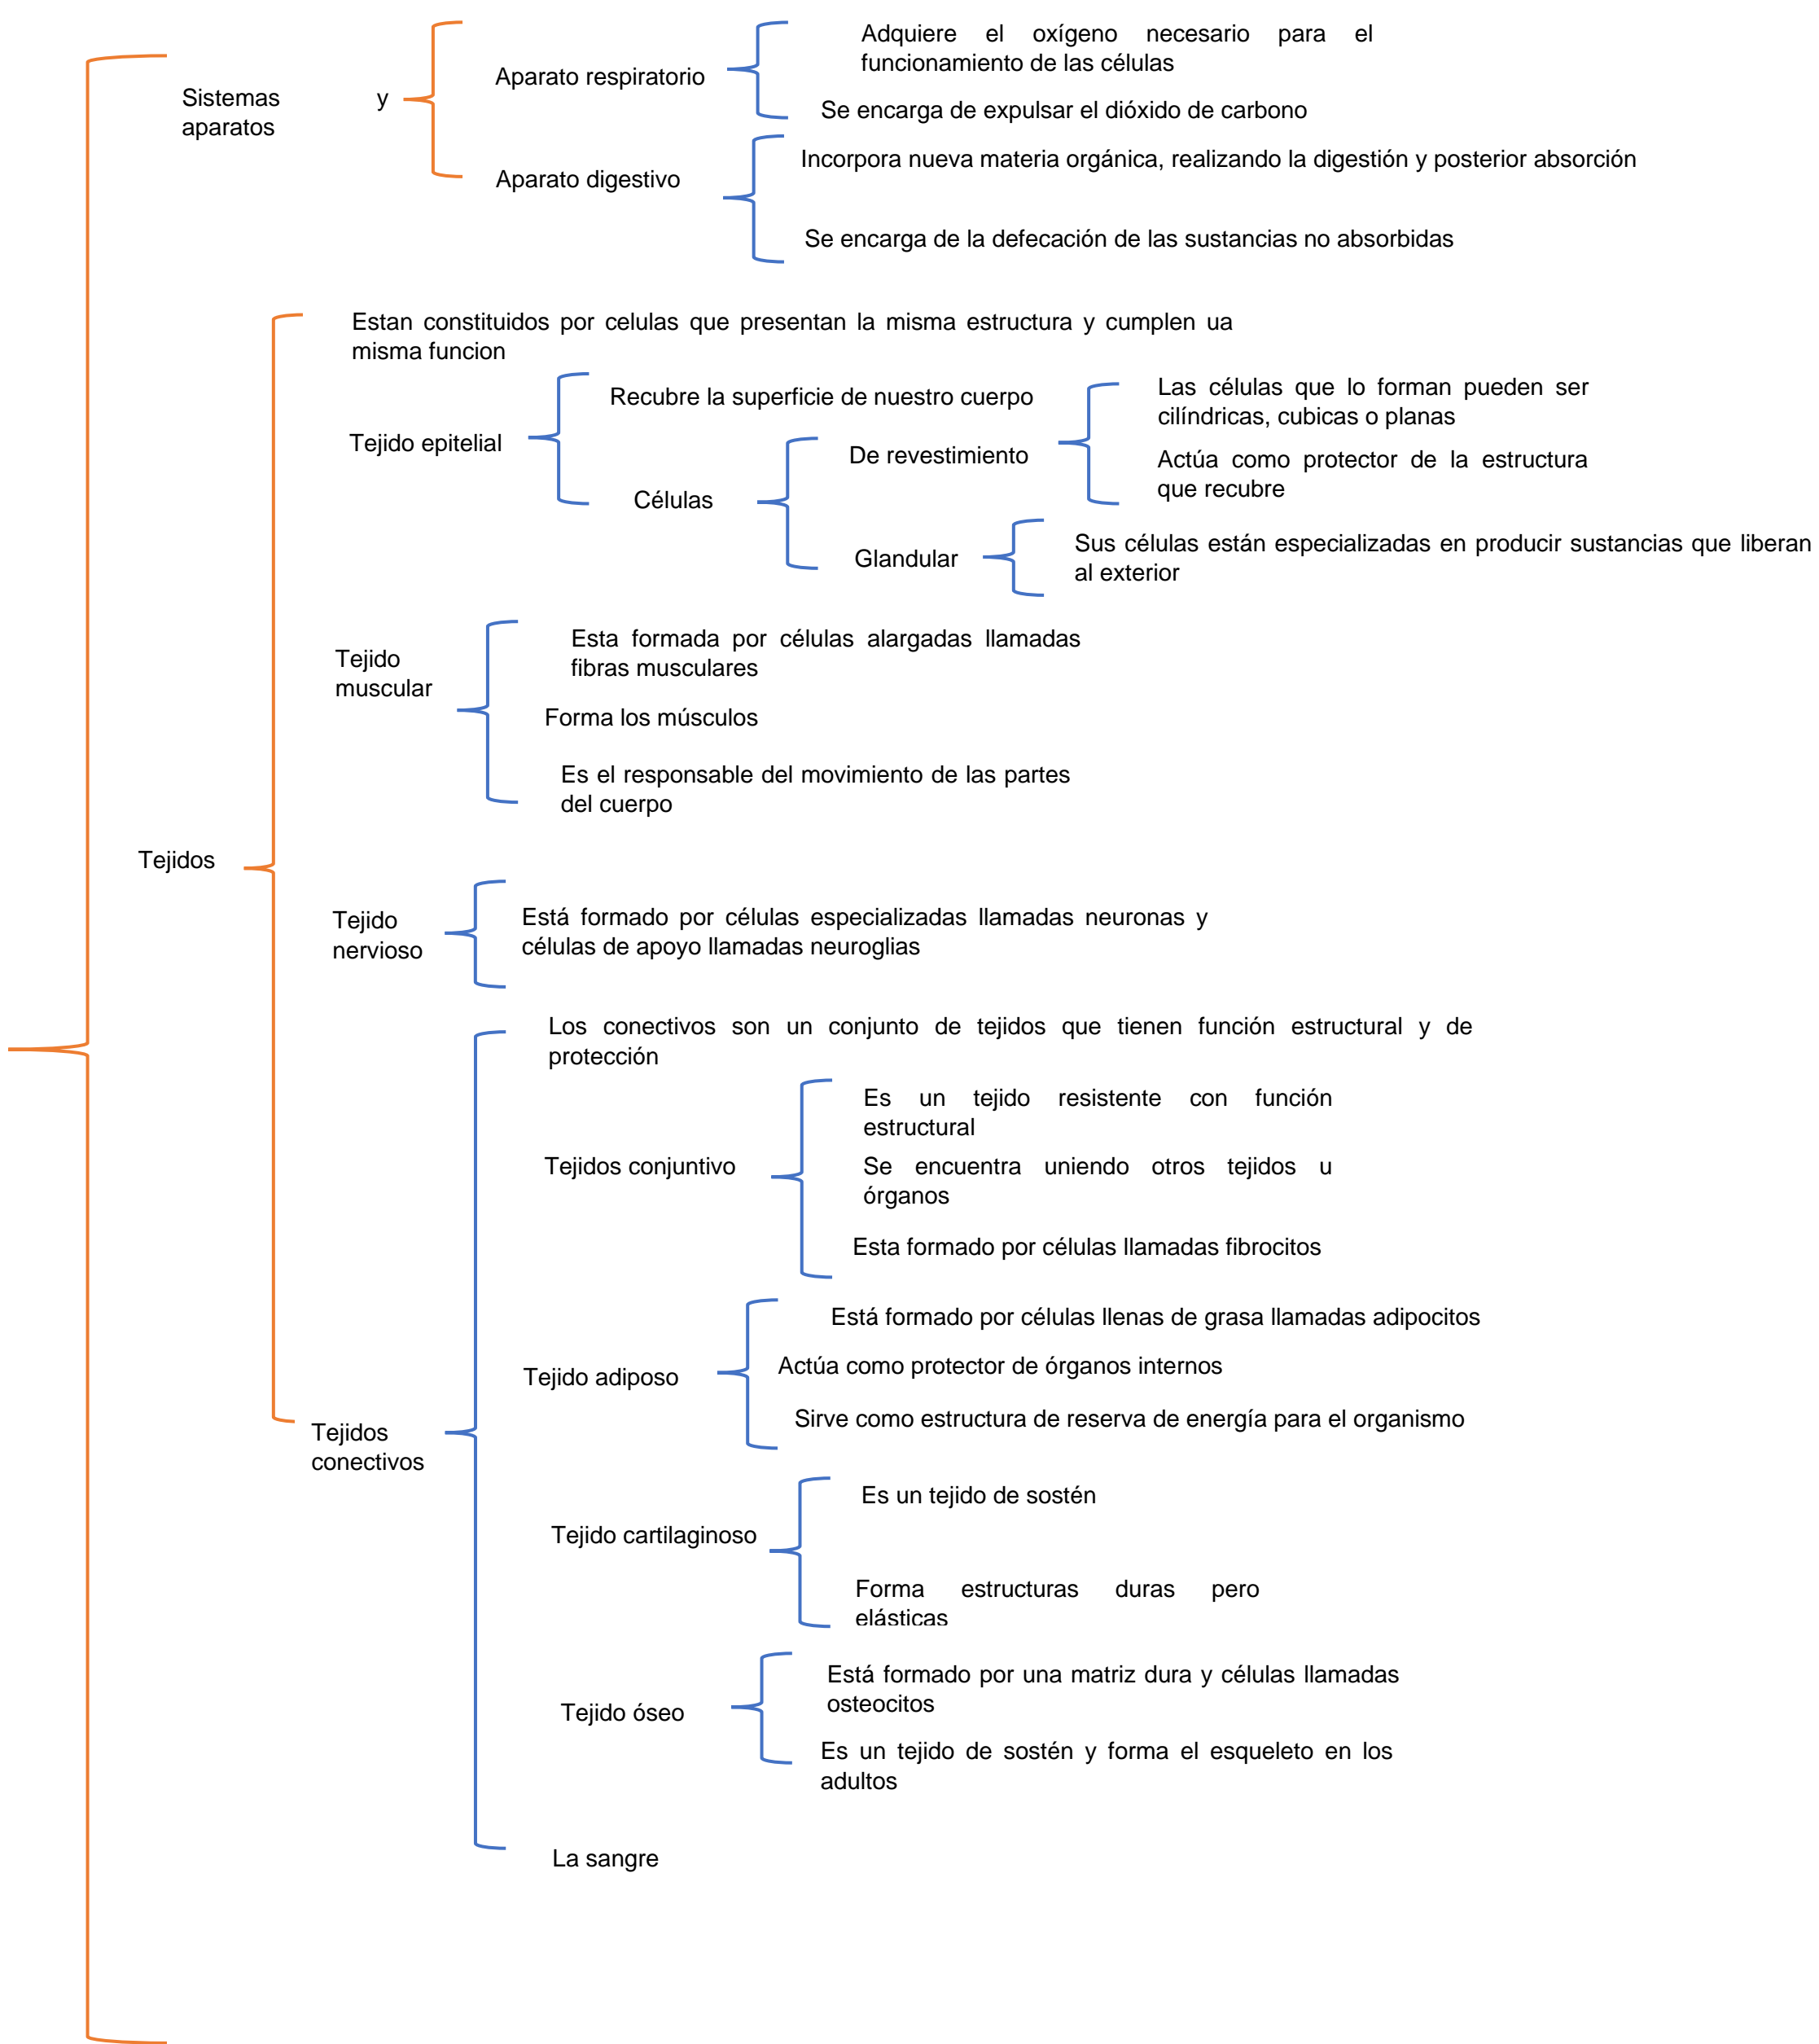 Sistemas y
aparatos
Aparato respiratorio
Adquiere el oxígeno necesario para el
funcionamiento de las células
Se encarga de expulsar el dióxido de carbono
Aparato digestivo
Incorpora nueva materia orgánica, realizando la digestión y posterior absorción
Se encarga de la defecación de las sustancias no absorbidas
Tejidos
Estan constituidos por celulas que presentan la misma estructura y cumplen ua
misma funcion
Tejido epitelial
Recubre la superficie de nuestro cuerpo
Células
De revestimiento
Las células que lo forman pueden ser
cilíndricas, cubicas o planas
Actúa como protector de la estructura
que recubre
Glandular
Sus células están especializadas en producir sustancias que liberan
al exterior
Tejido
muscular
Esta formada por células alargadas llamadas
fibras musculares
Forma los músculos
Es el responsable del movimiento de las partes
del cuerpo
Tejido
nervioso
Está formado por células especializadas llamadas neuronas y
células de apoyo llamadas neuroglias
Tejidos
conectivos
Los conectivos son un conjunto de tejidos que tienen función estructural y de
protección
Tejidos conjuntivo
Es un tejido resistente con función
estructural
Se encuentra uniendo otros tejidos u
órganos
Esta formado por células llamadas fibrocitos
Tejido adiposo
Está formado por células llenas de grasa llamadas adipocitos
Actúa como protector de órganos internos
Sirve como estructura de reserva de energía para el organismo
Tejido cartilaginoso
Es un tejido de sostén
Forma estructuras duras pero
elásticas
Tejido óseo
Está formado por una matriz dura y células llamadas
osteocitos
Es un tejido de sostén y forma el esqueleto en los
adultos
La sangre